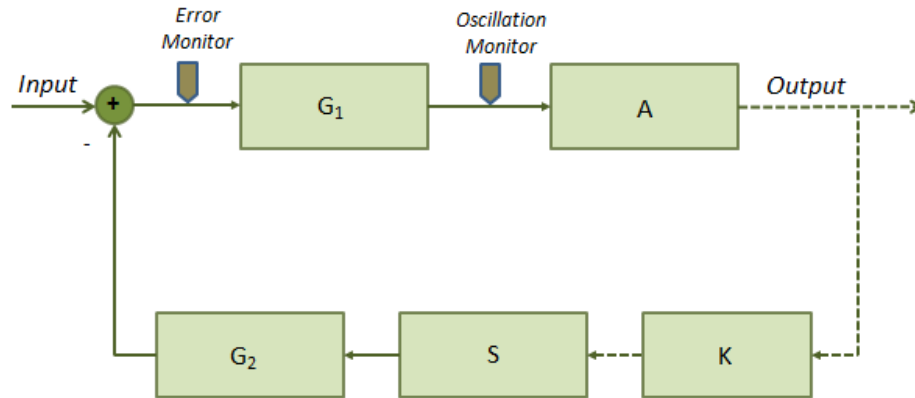 Error
Monitor
Oscillation
Monitor
Input
+
G₁
A
Output
-
G₂
S
K